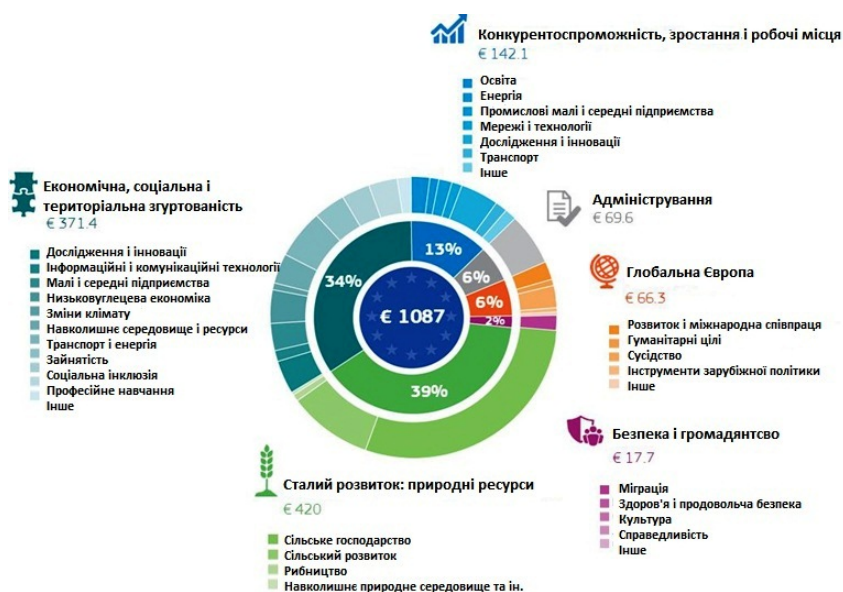 Конкурентоспроможність, зростання і робочі місця
€ 142.1
Освіта
Енергія
Промислові малі і середні підприємства
Мережі і технології
Дослідження і інновації
Транспорт
Інше
Економічна, соціальна і
територіальна згуртованість
€ 371.4
Дослідження і інновації
Інформаційні і комунікаційні технології
Малі і середні підприємства
Низьковуглецева економіка
Зміни клімату
Навколишнє середовище і ресурси
Транспорт і енергія
Зайнятість
Соціальна інклюзія
Професійне навчання
Інше
34%
13%
6%
6%
2%
39%
€ 1087
Адміністрування
€ 69.6
Глобальна Європа
€ 66.3
Розвиток і міжнародна співпраця
Гуманітарні цілі
Сусідство
Інструменти зарубіжної політики
Інше
Безпека і громадянтсво
€ 17.7
Міграція
Здоров'я і продовольча безпека
Культура
Справедливість
Інше
Сталий розвиток: природні ресурси
€ 420
Сільське господарство
Сільський розвиток
Рибництво
Навколишнє природне середовище та ін.